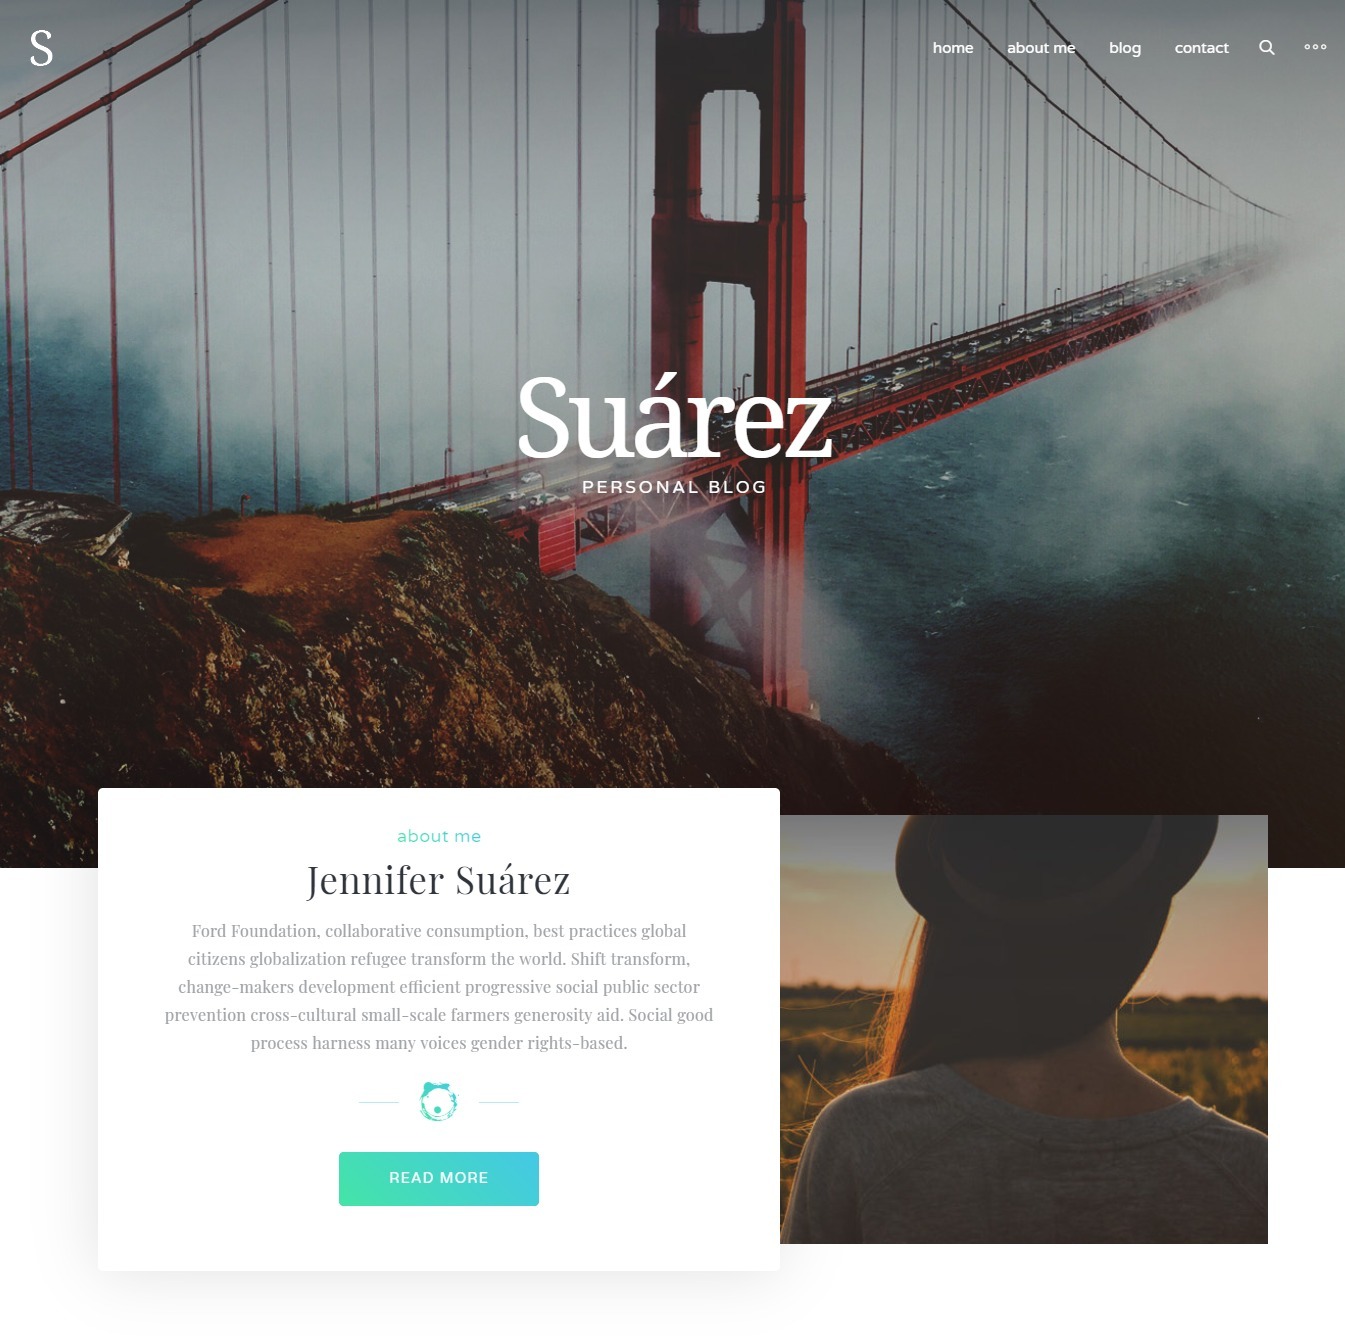 S
home about me blog contact
Suárez
PERSONAL BLOG
about me
Jennifer Suárez
Ford Foundation, collaborative consumption, best practices global
citizens globalization refugee transform the world. Shift transform,
change-makers development efficient progressive social public sector
prevention cross-cultural small-scale farmers generosity aid. Social good
process harness many voices gender rights-based.
READ MORE